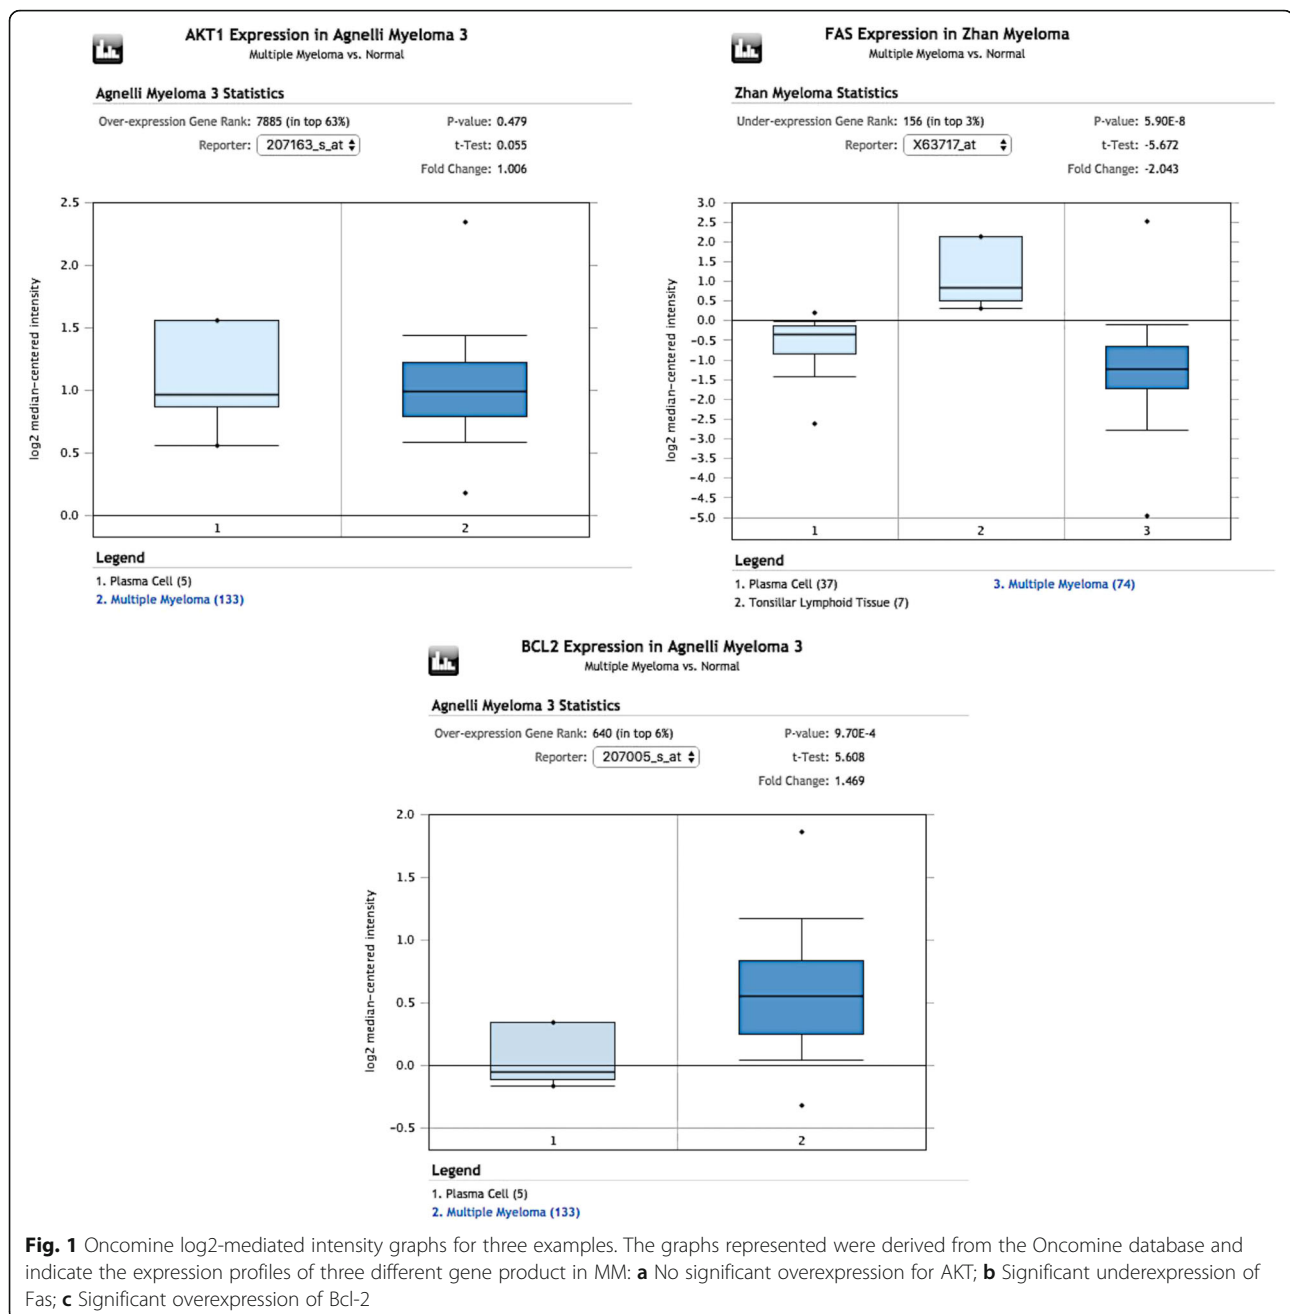 AKT1 Expression in Agnelli Myeloma 3
Multiple Myeloma vs. Normal
Agnelli Myeloma 3 Statistics
Over-expression Gene Rank: 7885 (in top 63%)
P-value: 0.479
Reporter: 207163_s_at
t-Test: 0.055
Fold Change: 1.006
2.5
2.0
1.5
1.0
0.5
0.0
log2 median-centered intensity
1
2
Legend
1. Plasma Cell (5)
2. Multiple Myeloma (133)
FAS Expression in Zhan Myeloma
Multiple Myeloma vs. Normal
Zhan Myeloma Statistics
Under-expression Gene Rank: 156 (in top 3%)
P-value: 5.90E-8
Reporter: X63717_at
t-Test: -5.672
Fold Change: -2.043
3.0
2.5
2.0
1.5
1.0
0.5
0.0
-0.5
-1.0
-1.5
-2.0
-2.5
-3.0
-3.5
-4.0
-4.5
-5.0
log2 median-centered intensity
1
2
3
Legend
1. Plasma Cell (37)
3. Multiple Myeloma (74)
2. Tonsillar Lymphoid Tissue (7)
BCL2 Expression in Agnelli Myeloma 3
Multiple Myeloma vs. Normal
Agnelli Myeloma 3 Statistics
Over-expression Gene Rank: 640 (in top 6%)
P-value: 9.70E-4
Reporter: 207005_s_at
t-Test: 5.608
Fold Change: 1.469
2.0
1.5
1.0
0.5
0.0
-0.5
log2 median-centered intensity
1
2
Legend
1. Plasma Cell (5)
2. Multiple Myeloma (133)
Fig. 1 Oncomine log2-mediated intensity graphs for three examples. The graphs represented were derived from the Oncomine database and
indicate the expression profiles of three different gene product in MM: a No significant overexpression for AKT; b Significant underexpression of
Fas; c Significant overexpression of Bcl-2